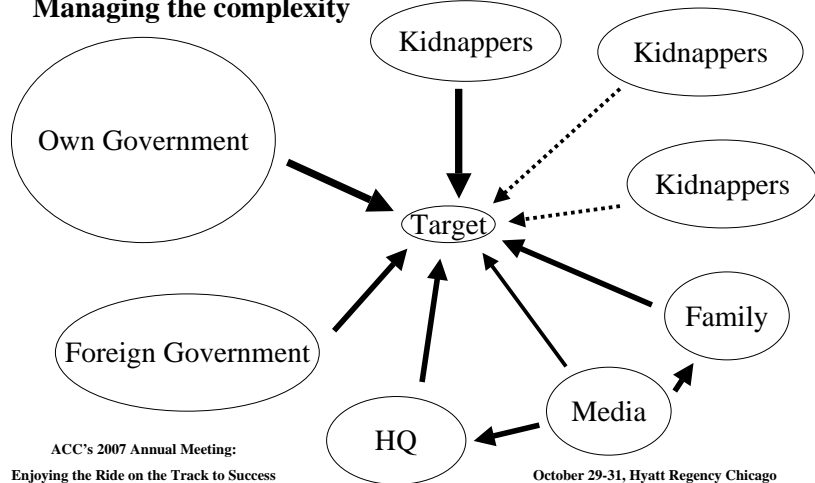 Managing the complexity
Kidnappers
Kidnappers
Own Government
Kidnappers
Target
Family
Foreign Government
Media
HQ
ACC's 2007 Annual Meeting:
Enjoying the Ride on the Track to Success
October 29-31, Hyatt Regency Chicago